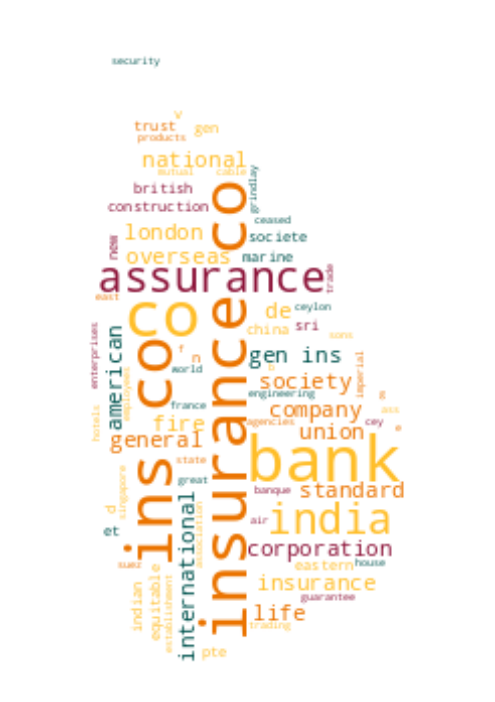 security
v
trust
gen
products
national
mutual
cable
grindlay
british
construction
ceased
london
societe
new
overseas
marine
assurance
trade
east
co
de
ceylon
china
sri
sons
enterprises
american
employees
ins co
insurance co
f
n
world
b
gen ins
society
imperial
engineering
hotels
france
company
ass
fire
agencies
cey
e
general
union
state
bank
singapore
great
banque
standard
d
et
international
association
air
india
corporation
suez
eastern
house
indian
equitable
establishment
insurance
guarantee
life
trading
pte